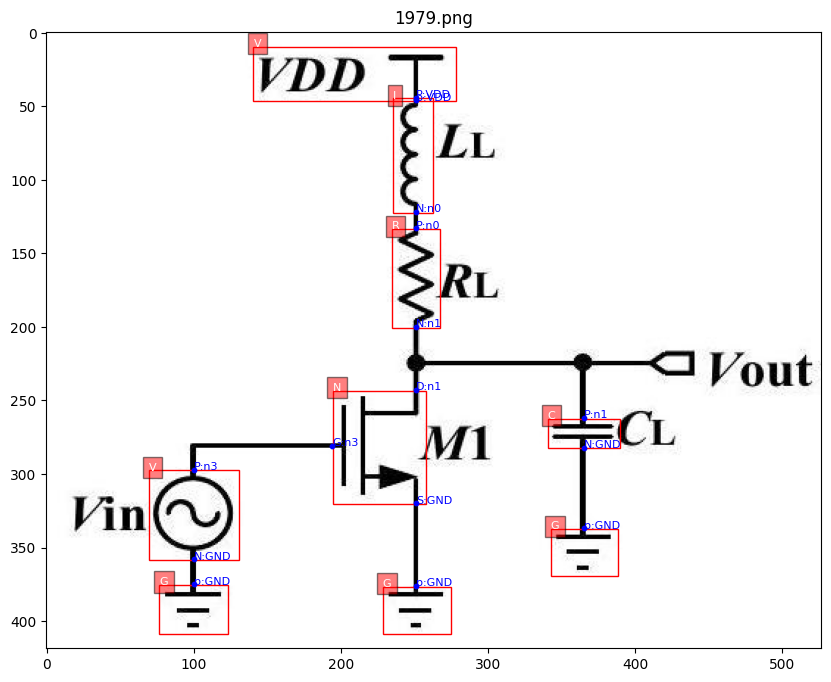 1979.png
0
50
100
150
200
250
300
350
400
0
100
200
300
400
500
V
VDD
P:VDD
L
LL
N:n0
R
P:n0
RL
N:n1
Vout
N
D:n1
C
P:n1
CL
N:GND
G:n3
M1
V
P:n3
Vin
S:GND
G
p:GND
N:GND
G
p:GND
G
p:GND